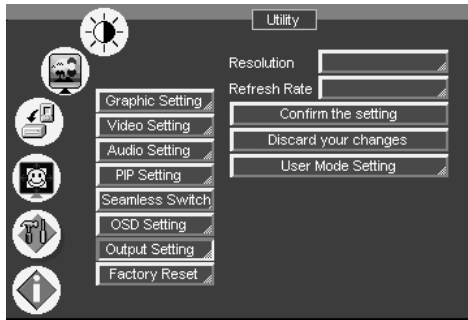 Utility
Resolution
Refresh Rate
Confirm the setting
Discard your changes
User Mode Setting
Graphic Setting
Video Setting
Audio Setting
PIP Setting
Seamless Switch
OSD Setting
Output Setting
Factory Reset